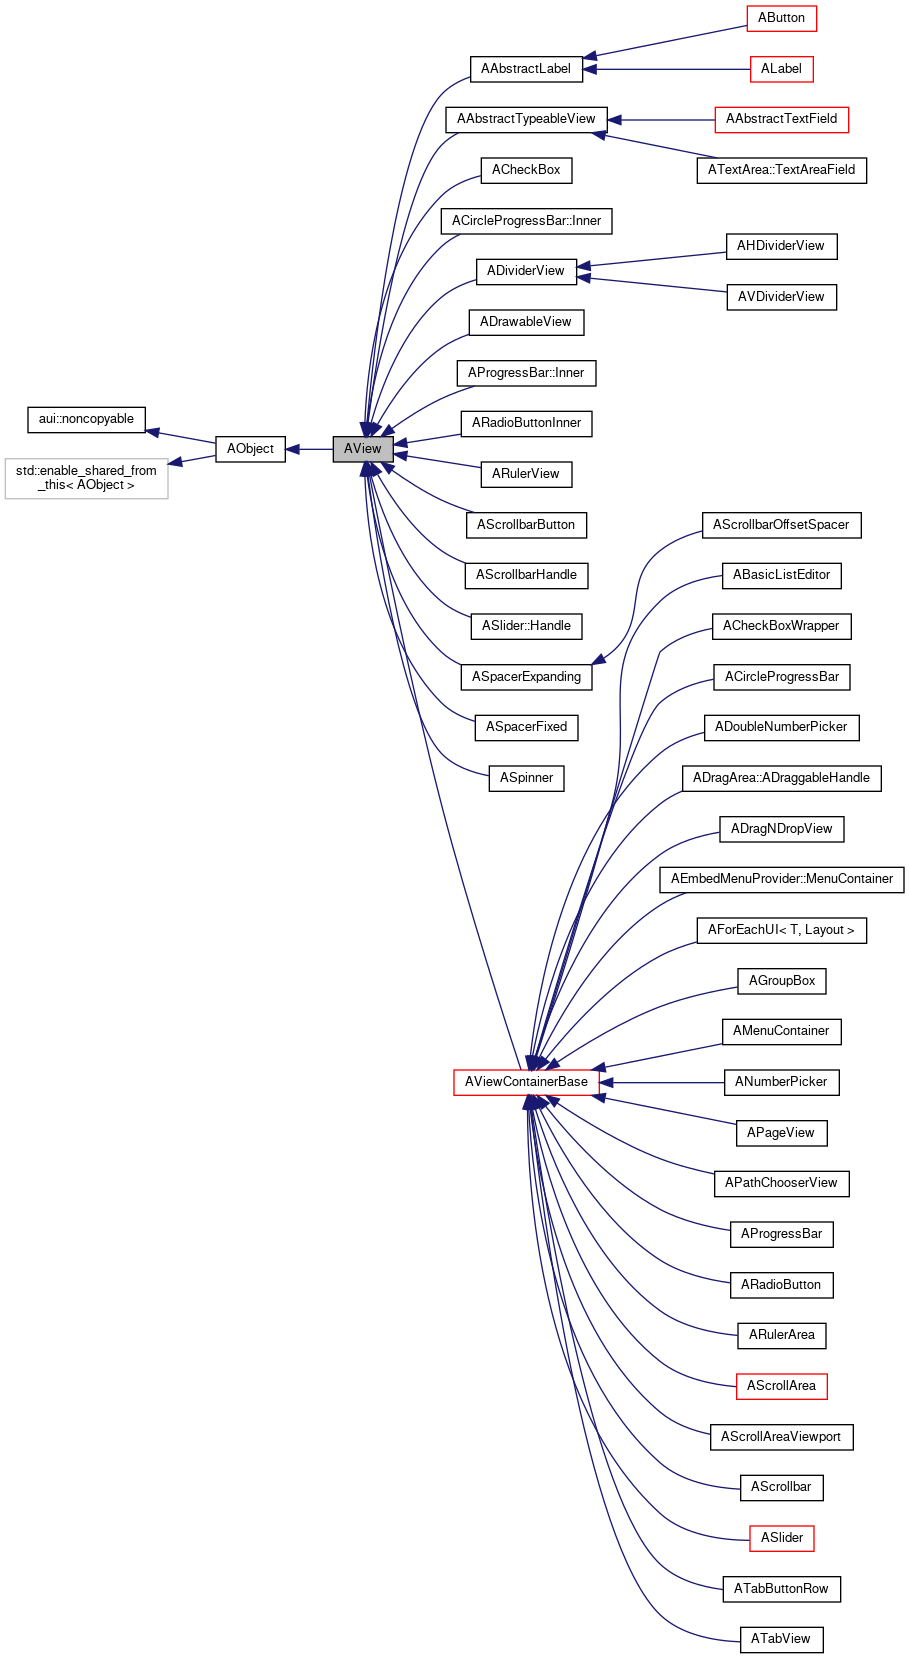 AButton
AAbstractLabel
ALabel
AAbstractTypeableView
AAbstractTextField
ACheckBox
ATextArea::TextAreaField
ACircleProgressBar::Inner
AHDividerView
ADividerView
AVDividerView
ADrawableView
AProgressBar::Inner
aui::noncopyable
ARadioButtonInner
AObject
AView
std::enable_shared_from
_this< AObject >
ARulerView
AScrollbarButton
AScrollbarOffsetSpacer
AScrollbarHandle
ABasicListEditor
ASlider::Handle
ACheckBoxWrapper
ASpacerExpanding
ACircleProgressBar
ASpacerFixed
ADoubleNumberPicker
ASpinner
ADragArea::ADraggableHandle
ADragNDropView
AEmbedMenuProvider::MenuContainer
AForEachUI< T, Layout >
AGroupBox
AMenuContainer
AViewContainerBase
ANumberPicker
APageView
APathChooserView
AProgressBar
ARadioButton
ARulerArea
AScrollArea
AScrollAreaViewport
AScrollbar
ASlider
ATabButtonRow
ATabView